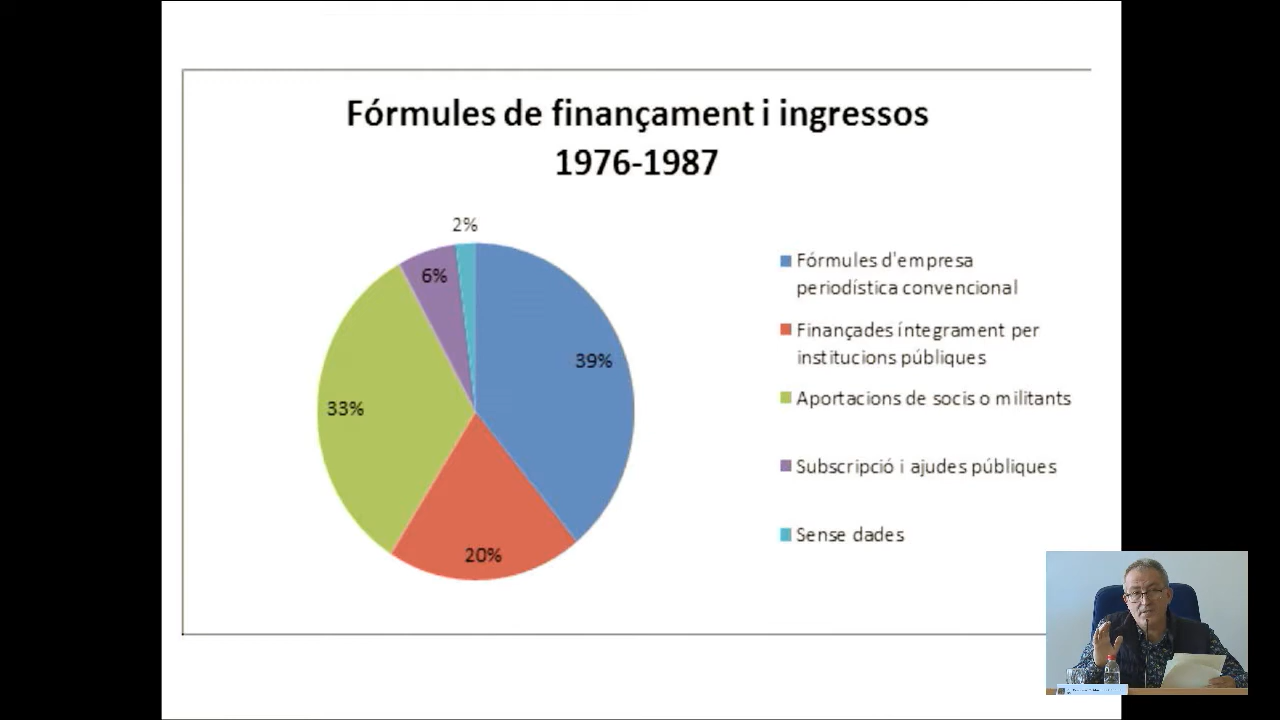 Fórmules de finançament i ingressos
1976-1987
2%
6%
39%
33%
20%
Fórmules d'empresa
periodística convencional
Finançades íntegrament per
institucions públiques
Aportacions de socis o militants
Subscripció i ajudes públiques
Sense dades